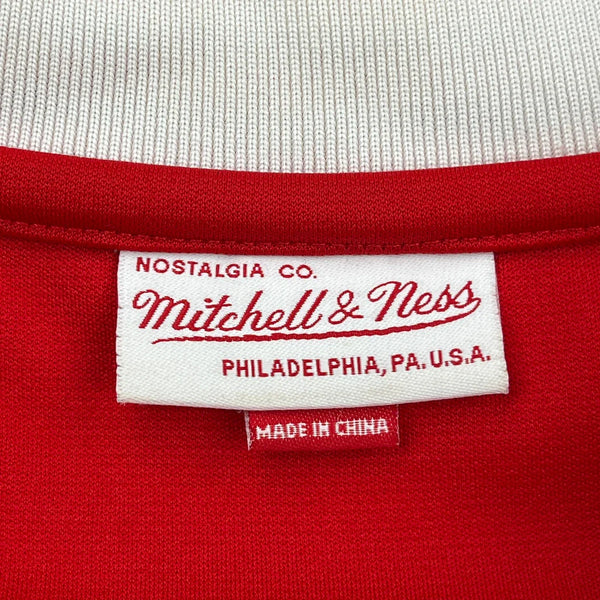 NOSTALGIA CO.
Mitchell & Ness
PHILADELPHIA, PA. U.S.A.
MADE IN CHINA